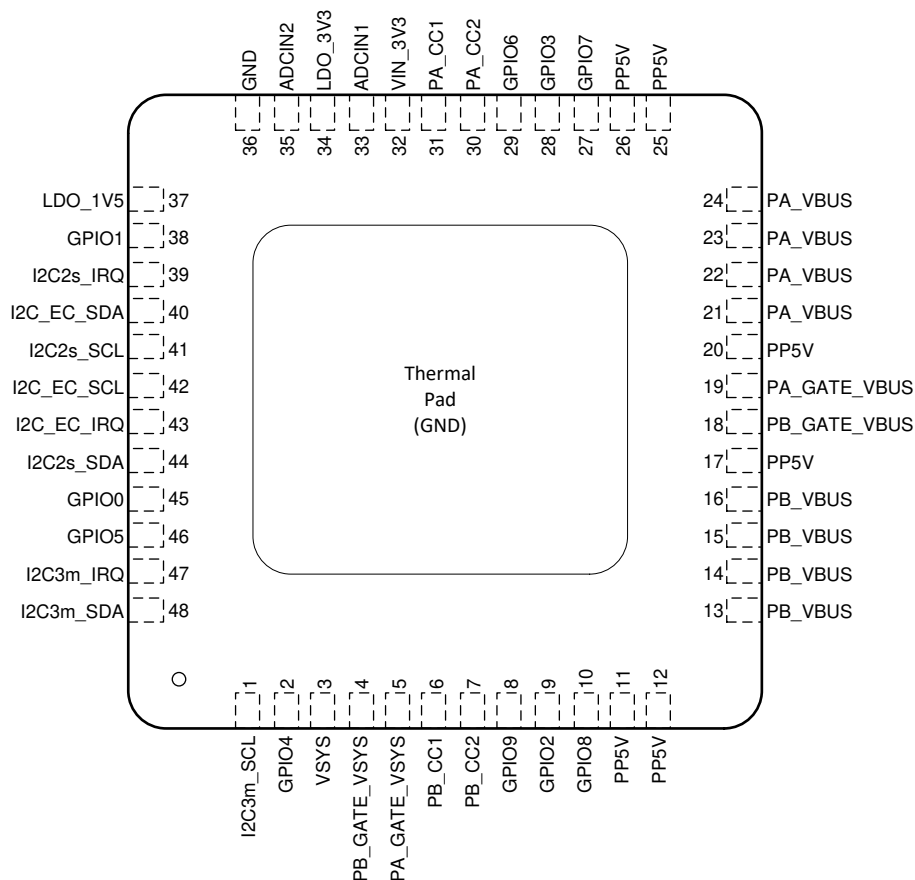 GND
ADCIN2
LDO_3V3
ADCIN1
VIN_3V3
PA_CC1
PA_CC2
GPIO6
GPIO3
GPIO7
PP5V
PP5V
36
35
34
33
32
31
30
29
28
27
26
25
LDO_1V5 37
GPIO1 38
I2C2s_IRQ 39
I2C_EC_SDA 40
I2C2s_SCL 41
I2C_EC_SCL 42
I2C_EC_IRQ 43
I2C2s_SDA 44
GPIO0 45
GPIO5 46
I2C3m_IRQ 47
I2C3m_SDA 48
Thermal
Pad
(GND)
24 PA_VBUS
23 PA_VBUS
22 PA_VBUS
21 PA_VBUS
20 PP5V
19 PA_GATE_VBUS
18 PB_GATE_VBUS
17 PP5V
16 PB_VBUS
15 PB_VBUS
14 PB_VBUS
13 PB_VBUS
1
2
3
4
5
6
7
8
9
10
11
12
I2C3m_SCL
GPIO4
VSYS
PB_GATE_VSYS
PA_GATE_VSYS
PB_CC1
PB_CC2
GPIO9
GPIO2
GPIO8
PP5V
PP5V